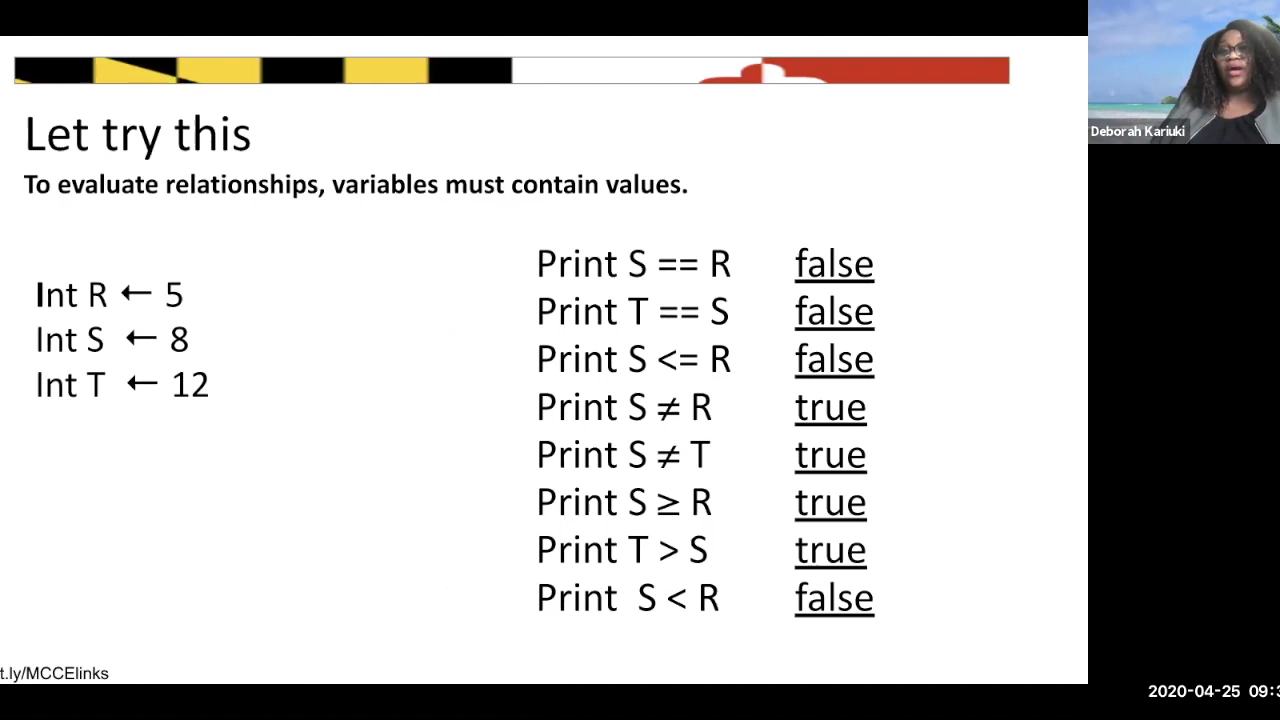 Deborah Kariuki
Let try this
To evaluate relationships, variables must contain values.
Int R ← 5
Int S ← 8
Int T ← 12
Print S == R false
Print T == S false
Print S <= R false
Print S ≠ R true
Print S ≠ T true
Print S ≥ R true
Print T > S true
Print S < R false
t.ly/MCCElinks
2020-04-25 09:3